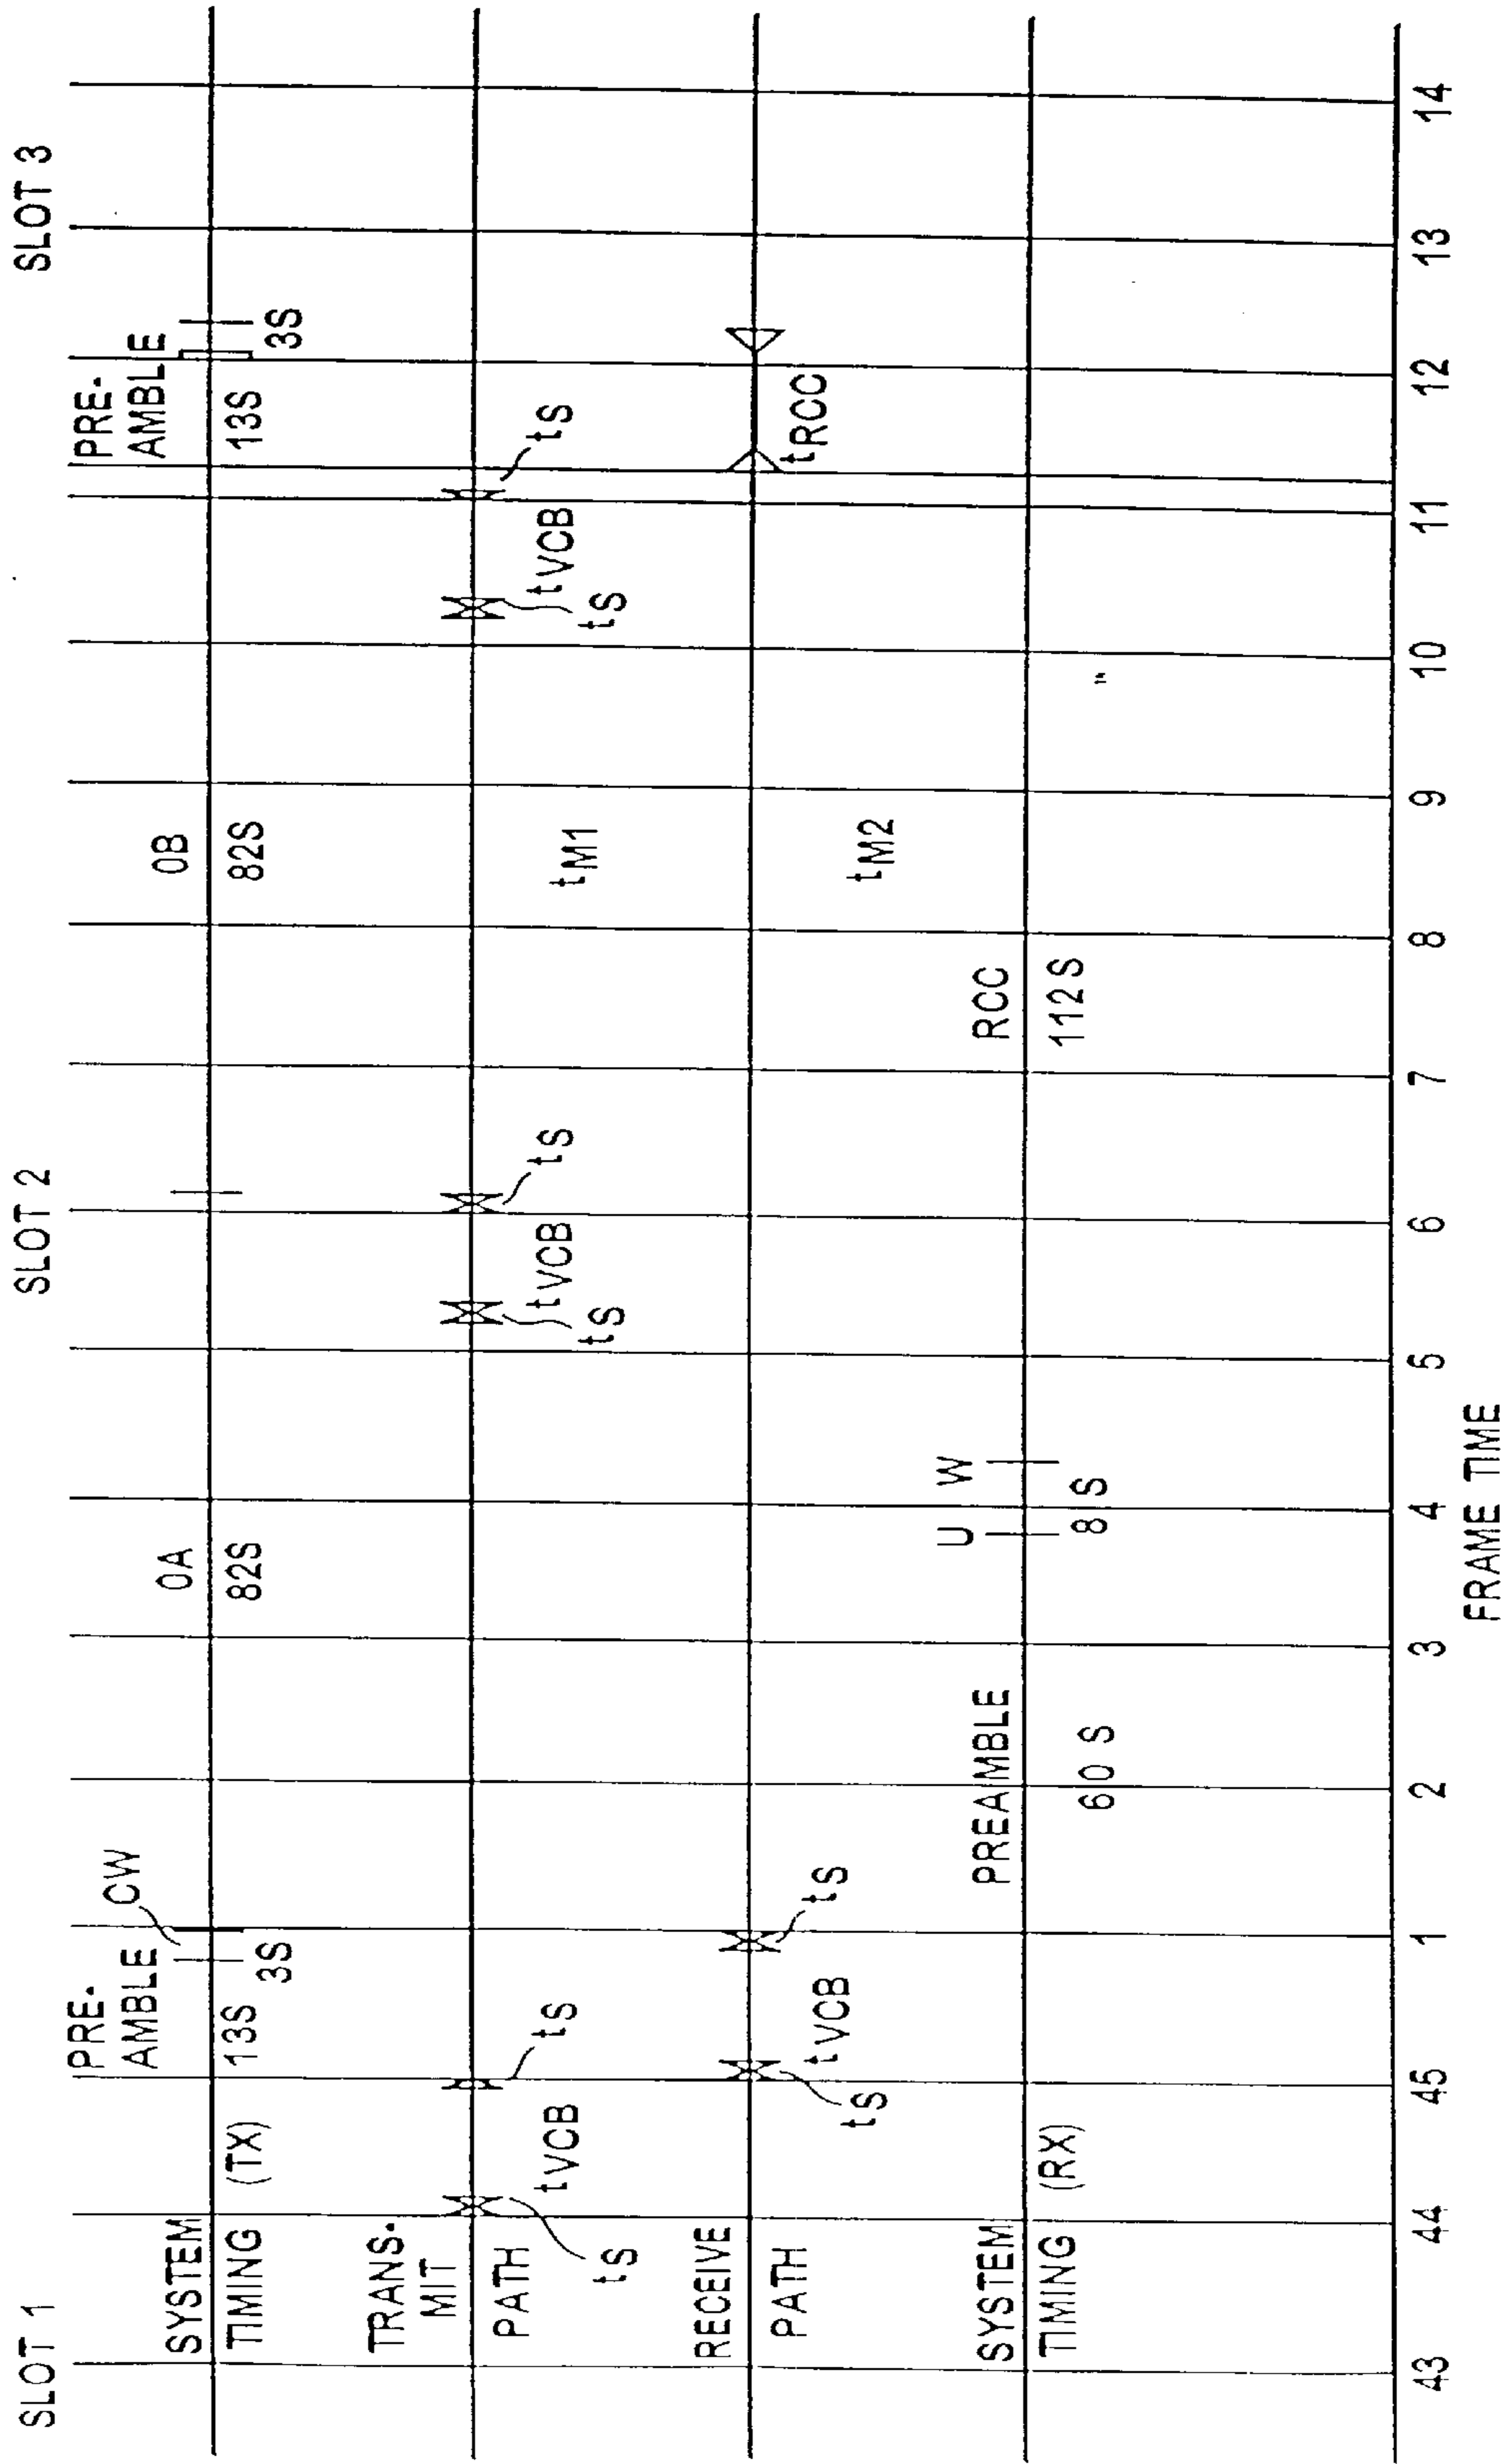 SLOT 1
SLOT 2
SLOT 3
SYSTEM
TIMING (TX)
PRE-
AMBLE
13S
CW
3S
0A
82S
0B
82S
PRE-
AMBLE
13S
3S
TRANS-
MIT
PATH
tS
tVCB
tS
tS
tVCB
tS
tM1
tS
tVCB
tS
RECEIVE
PATH
tS
tVCB
tS
tM2
tRCC
SYSTEM
TIMING (RX)
PREAMBLE
60 S
U W
8 S
RCC
112 S
43 44 45 1 2 3 4 5 6 7 8 9 10 11 12 13 14
FRAME TIME